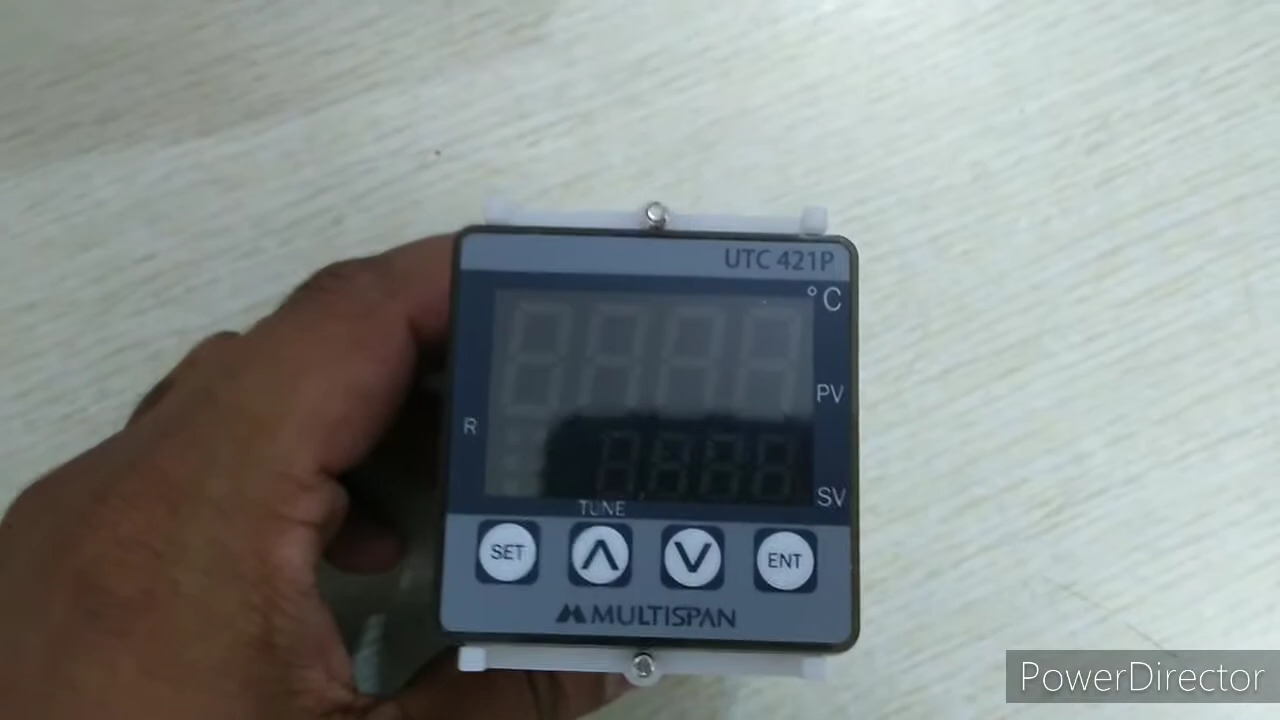 UTC 421P
°C
PV
R
SV
TUNE
SET
ENT
MULTISPAN
PowerDirector